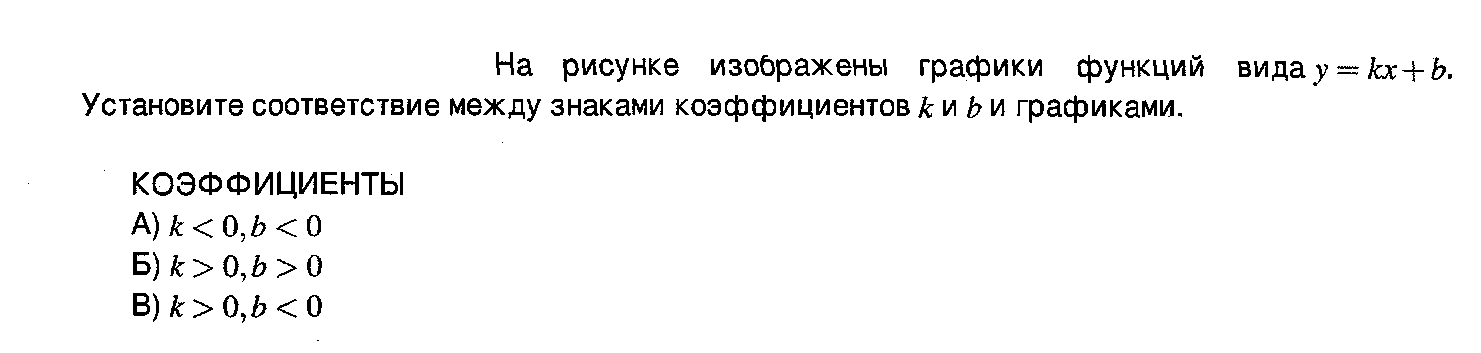 На рисунке изображены графики функций вида y = kx + b.
Установите соответствие между знаками коэффициентов k и b и графиками.
КОЭФФИЦИЕНТЫ
А) k < 0, b < 0
Б) k > 0, b > 0
В) k > 0, b < 0